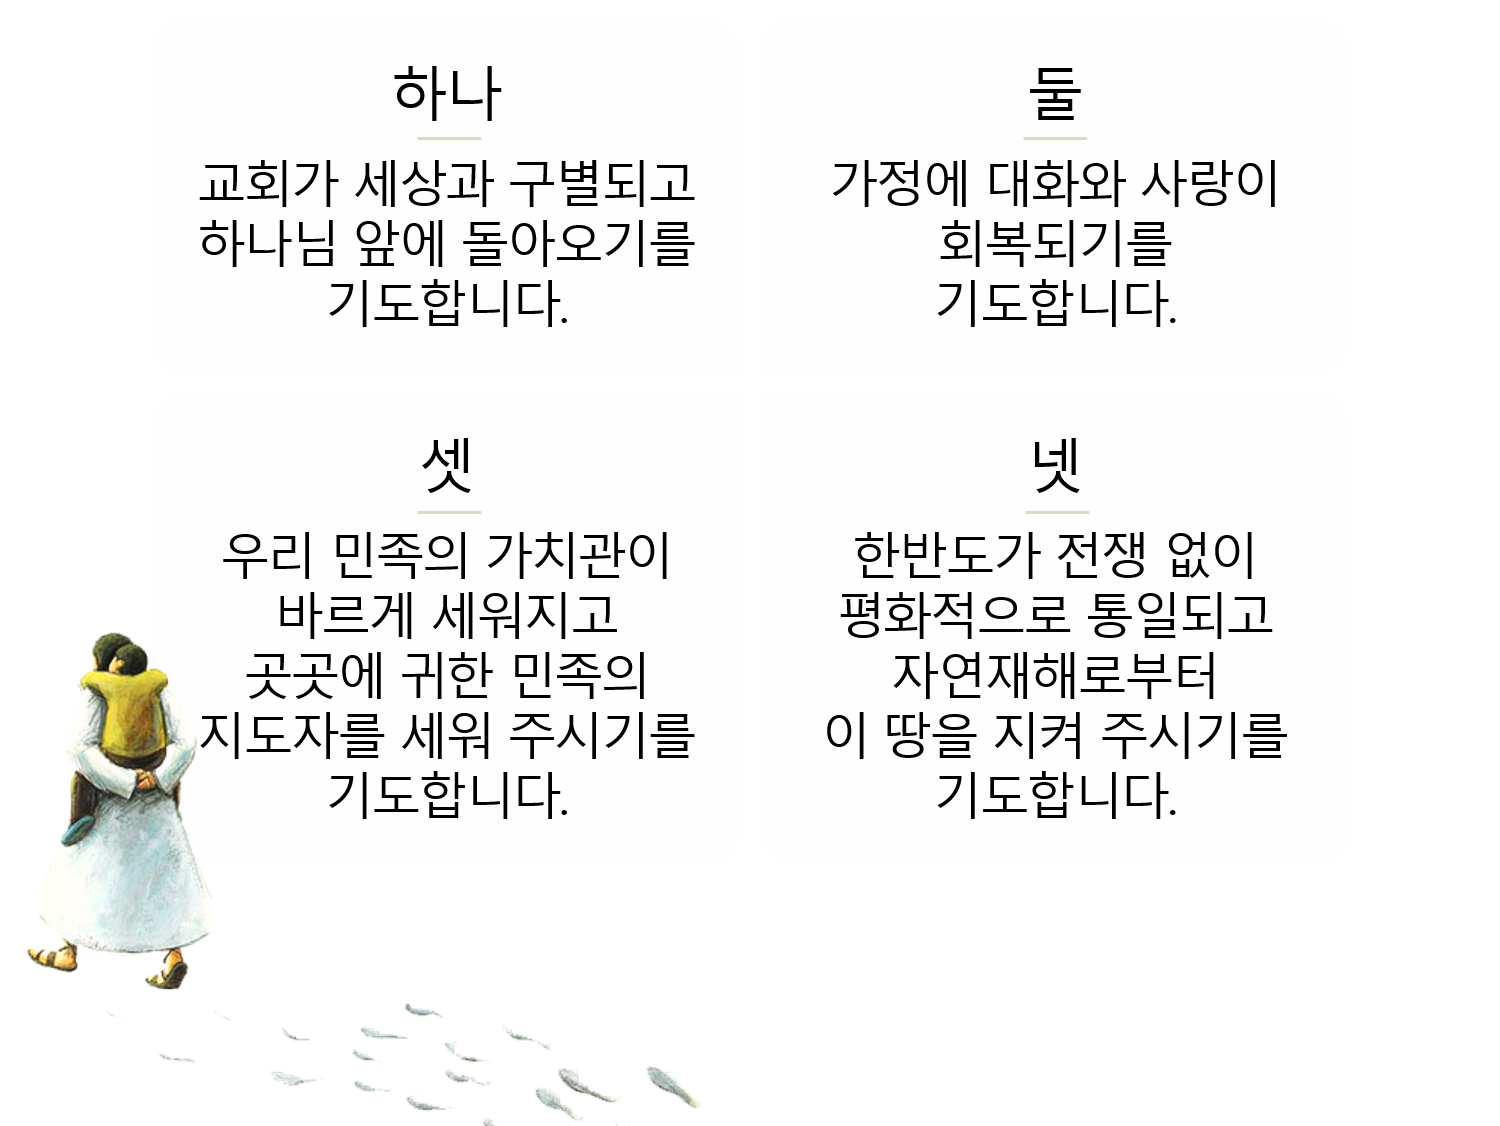 하나
교회가 세상과 구별되고
하나님 앞에 돌아오기를
기도합니다.
둘
가정에 대화와 사랑이
회복되기를
기도합니다.
셋
우리 민족의 가치관이
바르게 세워지고
곳곳에 귀한 민족의
지도자를 세워 주시기를
기도합니다.
넷
한반도가 전쟁 없이
평화적으로 통일되고
자연재해로부터
이 땅을 지켜 주시기를
기도합니다.